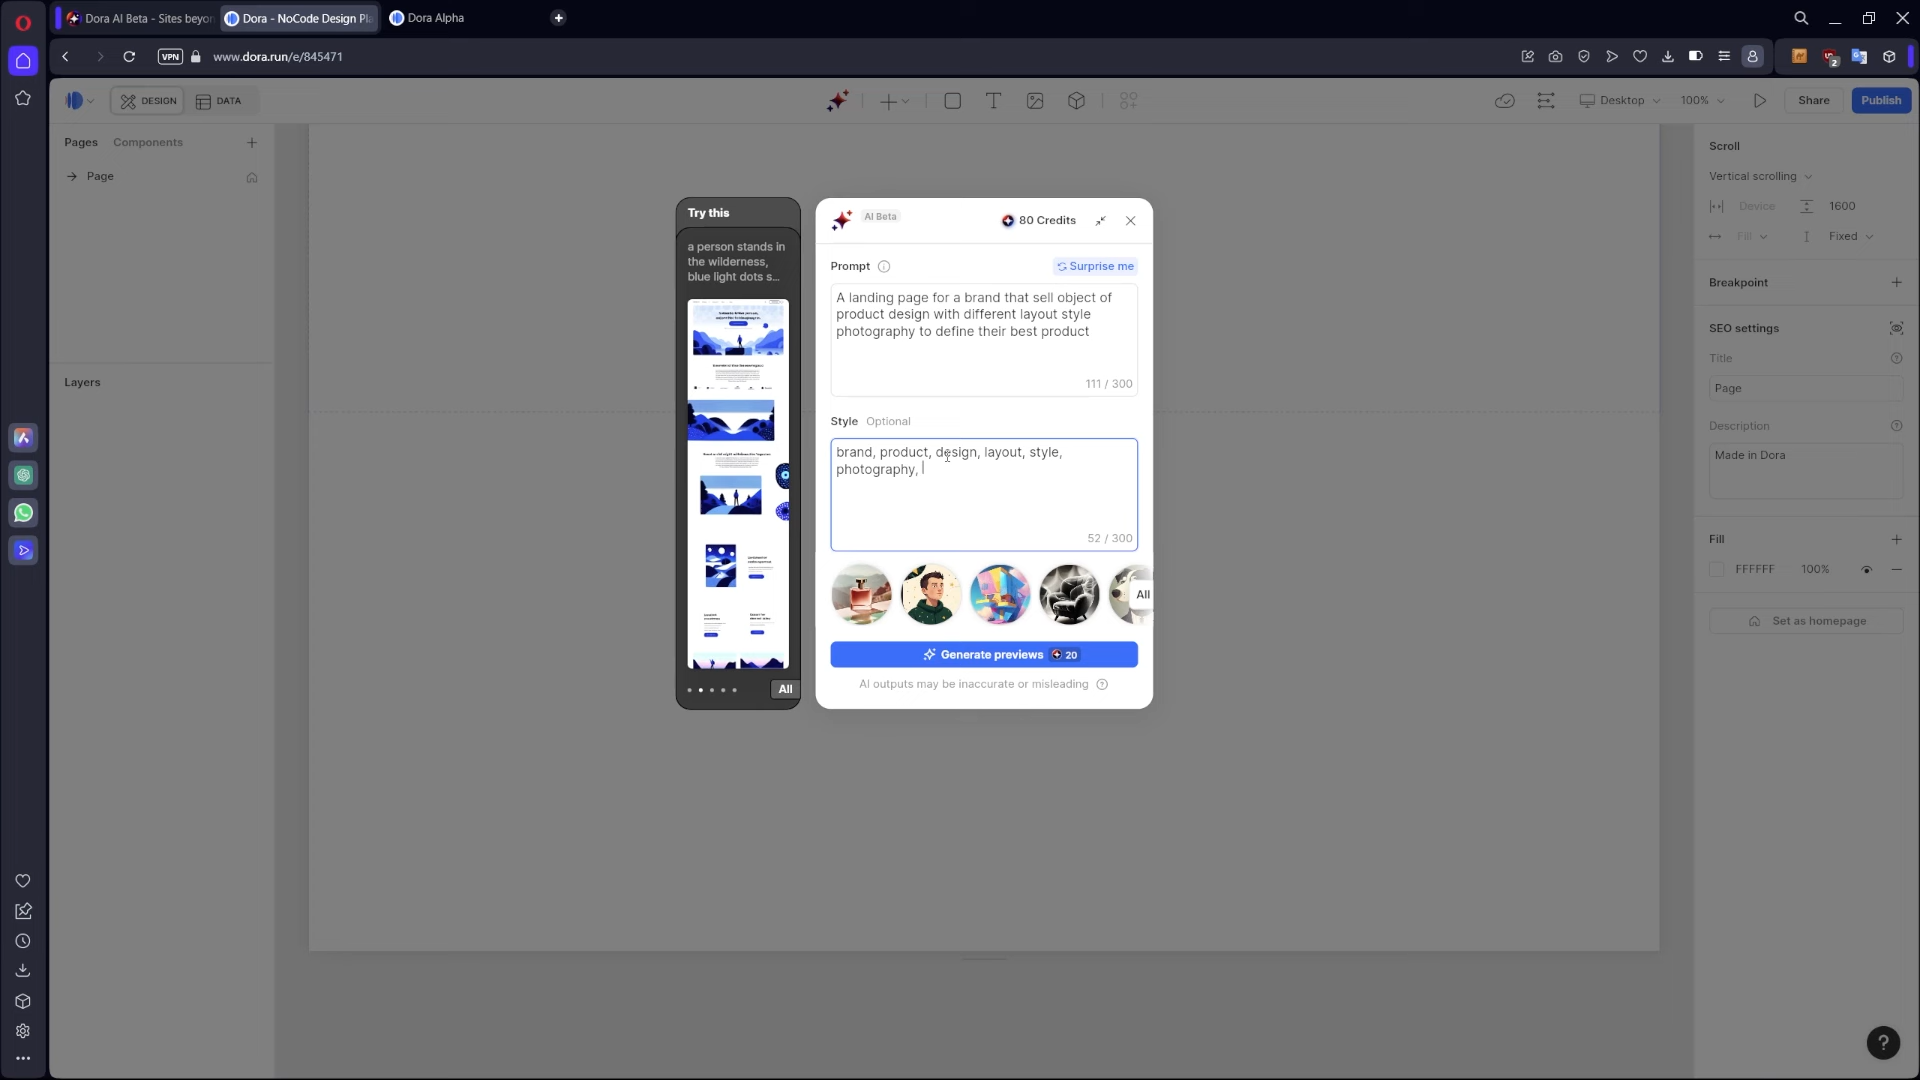 Dora AI Beta - Sites beyon
Dora - NoCode Design Pla
Dora Alpha
VPN
www.dora.run/e/845471
2
DESIGN
DATA
Desktop
100%
Share
Publish
Pages
Components
Page
Layers
Try this
a person stands in
the wilderness,
blue light dots s...
All
AI Beta
80 Credits
Prompt
Surprise me
A landing page for a brand that sell object of
product design with different layout style
photography to define their best product
111 / 300
Style Optional
brand, product, design, layout, style,
photography,
52 / 300
All
Generate previews 20
AI outputs may be inaccurate or misleading
Scroll
Vertical scrolling
Device
1600
Fill
Fixed
Breakpoint
SEO settings
Title
Page
Description
Made in Dora
Fill
FFFFFF
100%
Set as homepage